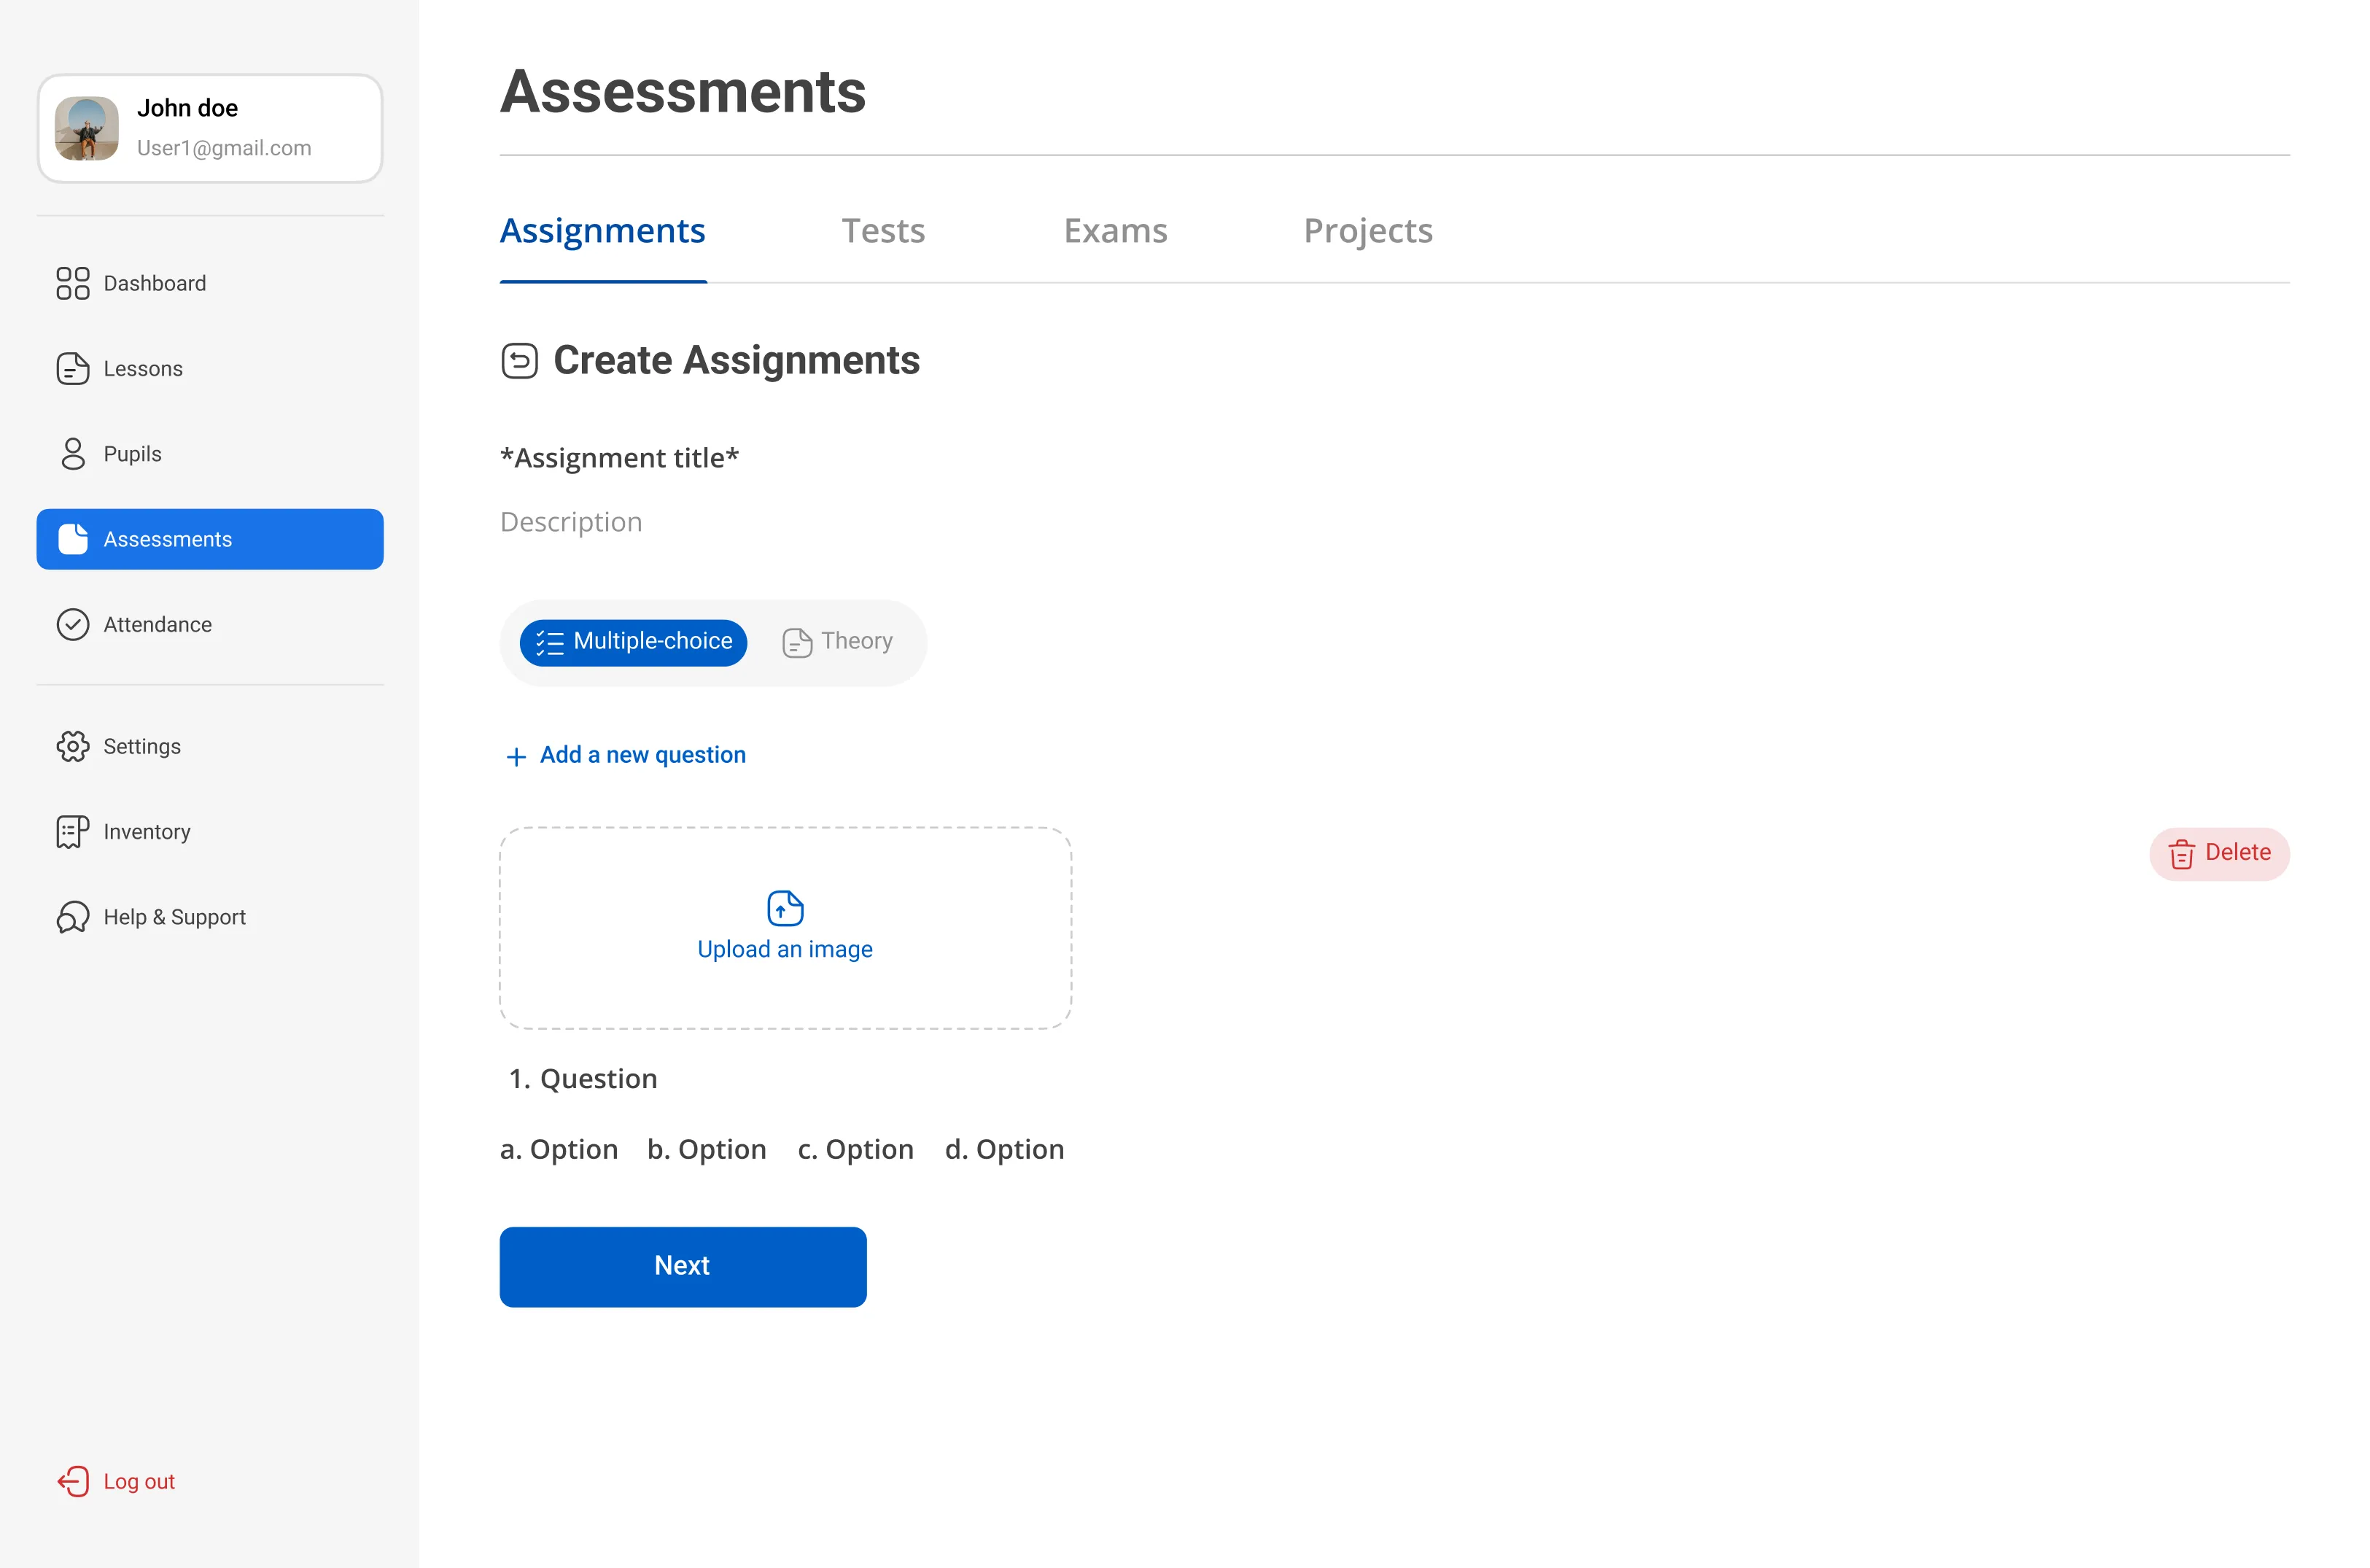 John doe
User1@gmail.com
Dashboard
Lessons
Pupils
Assessments
Attendance
Settings
Inventory
Help & Support
Log out
Assessments
Assignments Tests Exams Projects
Create Assignments
*Assignment title*
Description
Multiple-choice Theory
+ Add a new question
Delete
Upload an image
1. Question
a. Option b. Option c. Option d. Option
Next